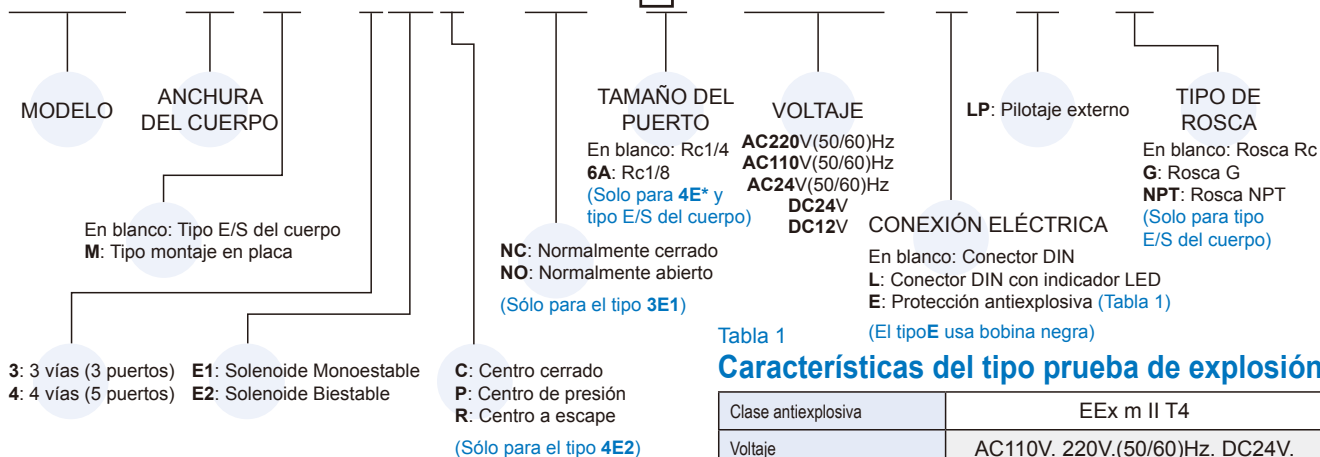 MODELO
ANCHURA
DEL CUERPO
En blanco: Tipo E/S del cuerpo
M: Tipo montaje en placa
3: 3 vías (3 puertos)
4: 4 vías (5 puertos)
E1: Solenoide Monoestable
E2: Solenoide Biestable
C: Centro cerrado
P: Centro de presión
R: Centro a escape
(Sólo para el tipo 4E2)
NC: Normalmente cerrado
NO: Normalmente abierto
(Sólo para el tipo 3E1)
TAMAÑO DEL
PUERTO
En blanco: Rc1/4
6A: Rc1/8
(Solo para 4E* y
tipo E/S del cuerpo)
VOLTAJE
AC220V(50/60)Hz
AC110V(50/60)Hz
AC24V(50/60)Hz
DC24V
DC12V
CONEXIÓN ELÉCTRICA
En blanco: Conector DIN
L: Conector DIN con indicador LED
E: Protección antiexplosiva (Tabla 1)
(El tipoE usa bobina negra)
LP: Pilotaje externo
TIPO DE
ROSCA
En blanco: Rosca Rc
G: Rosca G
NPT: Rosca NPT
(Solo para tipo
E/S del cuerpo)
Tabla 1
Características del tipo prueba de explosión
Clase antiexplosiva EEx m II T4
Voltaje AC110V. 220V.(50/60)Hz. DC24V.